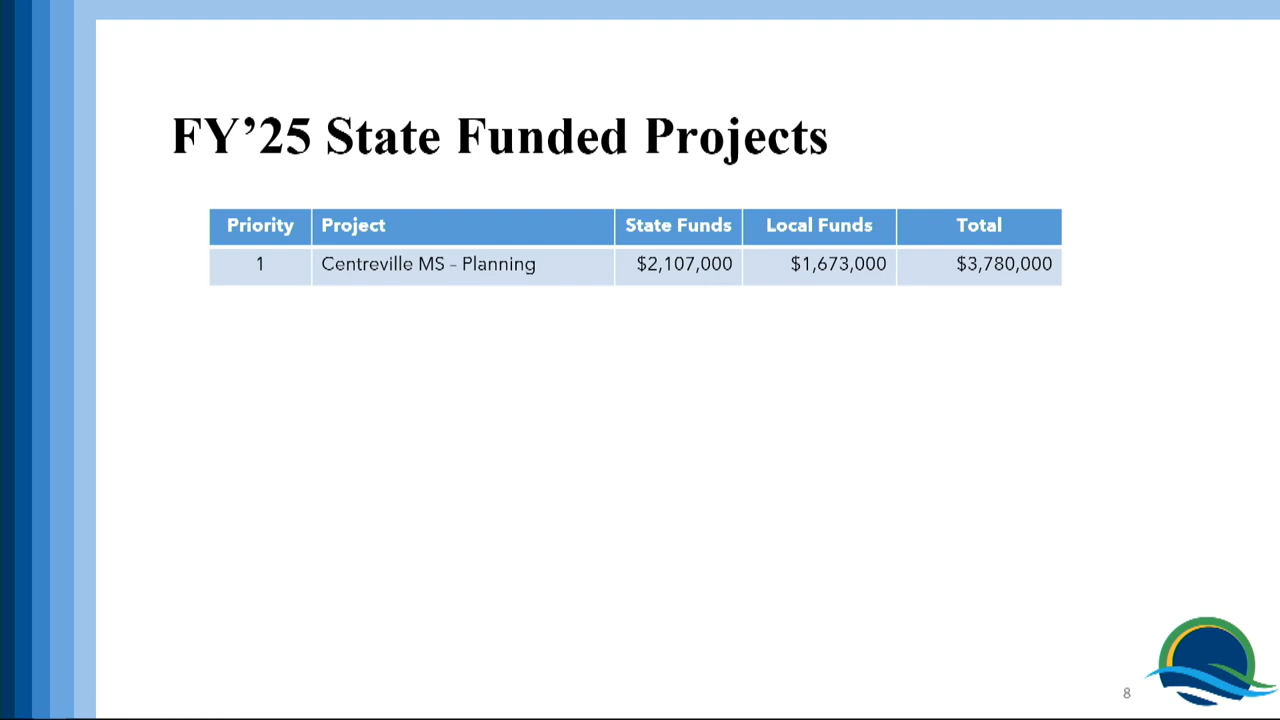 FY’25 State Funded Projects
Priority Project State Funds Local Funds Total
1 Centreville MS – Planning $2,107,000 $1,673,000 $3,780,000
8